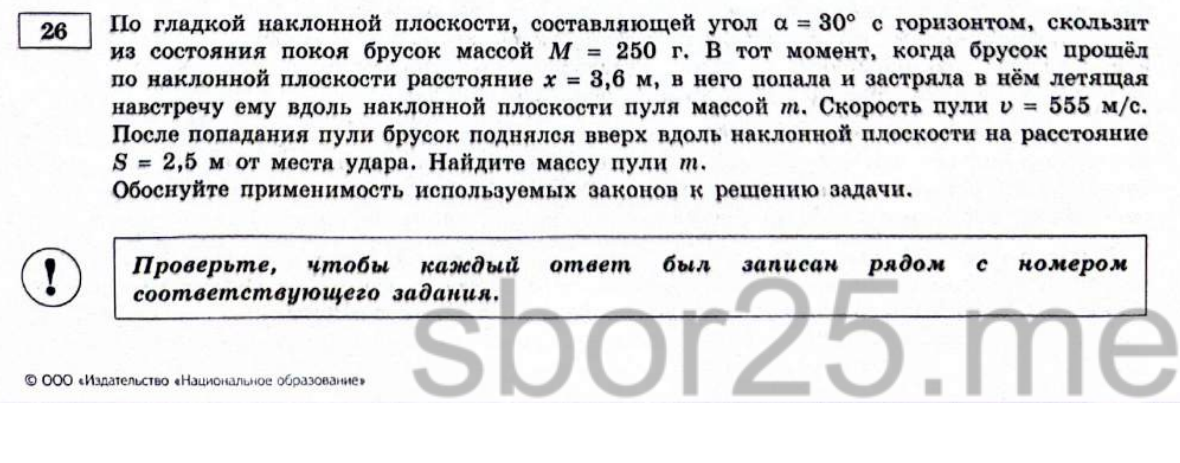 26
По гладкой наклонной плоскости, составляющей угол α = 30° с горизонтом, скользит
из состояния покоя брусок массой M = 250 г. В тот момент, когда брусок прошёл
по наклонной плоскости расстояние x = 3,6 м, в него попала и застряла в нём летящая
навстречу ему вдоль наклонной плоскости пуля массой m. Скорость пули v = 555 м/с.
После попадания пули брусок поднялся вверх вдоль наклонной плоскости на расстояние
S = 2,5 м от места удара. Найдите массу пули m.
Обоснуйте применимость используемых законов к решению задачи.
!
Проверьте, чтобы каждый ответ был записан рядом с номером
соответствующего задания.
sbor25.me
© ООО «Издательство «Национальное образование»